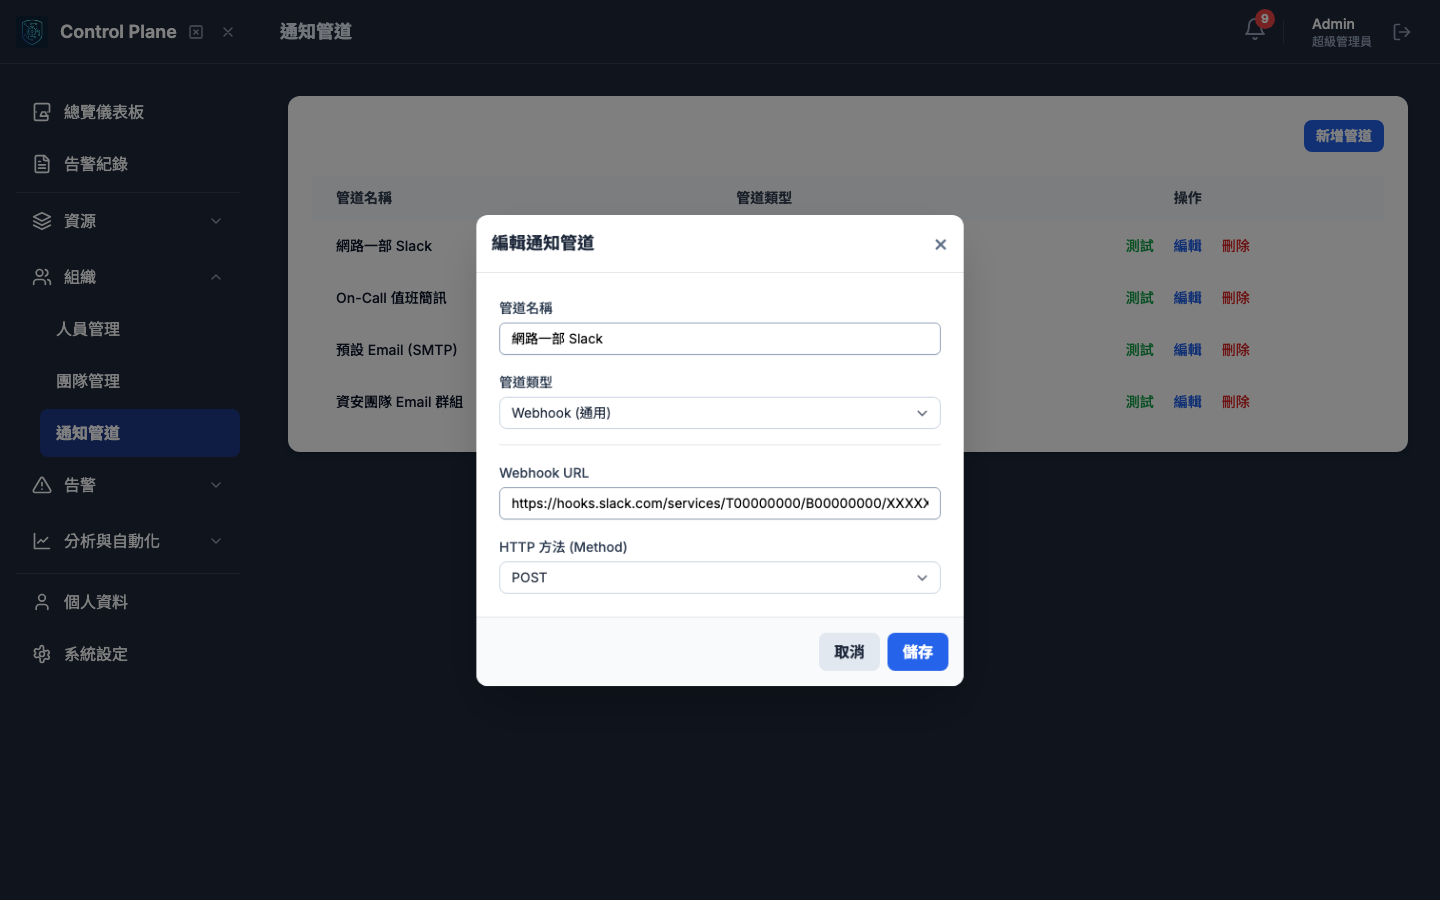 Control Plane
通知管道
9
Admin
超級管理員
總覽儀表板
告警紀錄
資源
組織
人員管理
團隊管理
通知管道
告警
分析與自動化
個人資料
系統設定
新增管道
管道名稱 管道類型 操作
網路一部 Slack 測試 編輯 刪除
On-Call 值班簡訊 測試 編輯 刪除
預設 Email (SMTP) 測試 編輯 刪除
資安團隊 Email 群組 測試 編輯 刪除
編輯通知管道
管道名稱
網路一部 Slack
管道類型
Webhook (通用)
Webhook URL
https://hooks.slack.com/services/T00000000/B00000000/XXXXX
HTTP 方法 (Method)
POST
取消 儲存